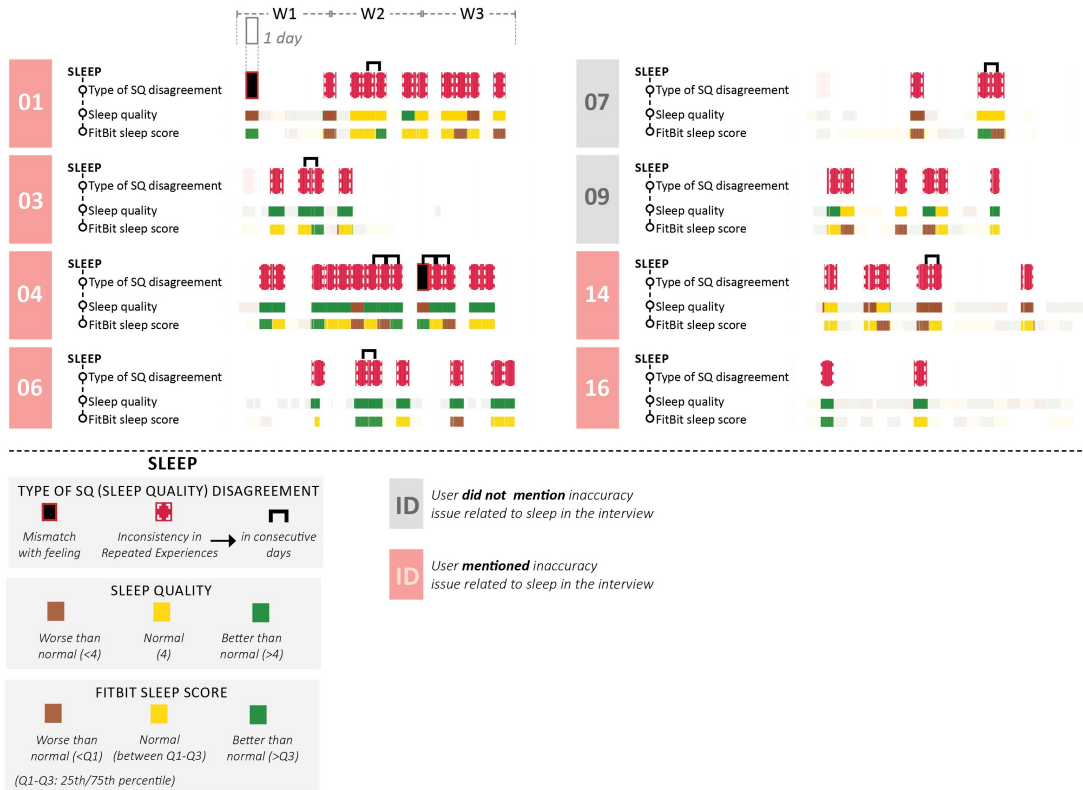 W1 W2 W3
1 day
01
SLEEP
Type of SQ disagreement
Sleep quality
FitBit sleep score
03
SLEEP
Type of SQ disagreement
Sleep quality
FitBit sleep score
04
SLEEP
Type of SQ disagreement
Sleep quality
FitBit sleep score
06
SLEEP
Type of SQ disagreement
Sleep quality
FitBit sleep score
07
SLEEP
Type of SQ disagreement
Sleep quality
FitBit sleep score
09
SLEEP
Type of SQ disagreement
Sleep quality
FitBit sleep score
14
SLEEP
Type of SQ disagreement
Sleep quality
FitBit sleep score
16
SLEEP
Type of SQ disagreement
Sleep quality
FitBit sleep score
SLEEP
TYPE OF SQ (SLEEP QUALITY) DISAGREEMENT
Mismatch
with feeling
Inconsistency in
Repeated Experiences
in consecutive
days
SLEEP QUALITY
Worse than
normal (<4)
Normal
(4)
Better than
normal (>4)
FITBIT SLEEP SCORE
Worse than
normal (<Q1)
Normal
(between Q1-Q3)
Better than
normal (>Q3)
(Q1-Q3: 25th/75th percentile)
ID
User did not mention inaccuracy
issue related to sleep in the interview
ID
User mentioned inaccuracy
issue related to sleep in the interview